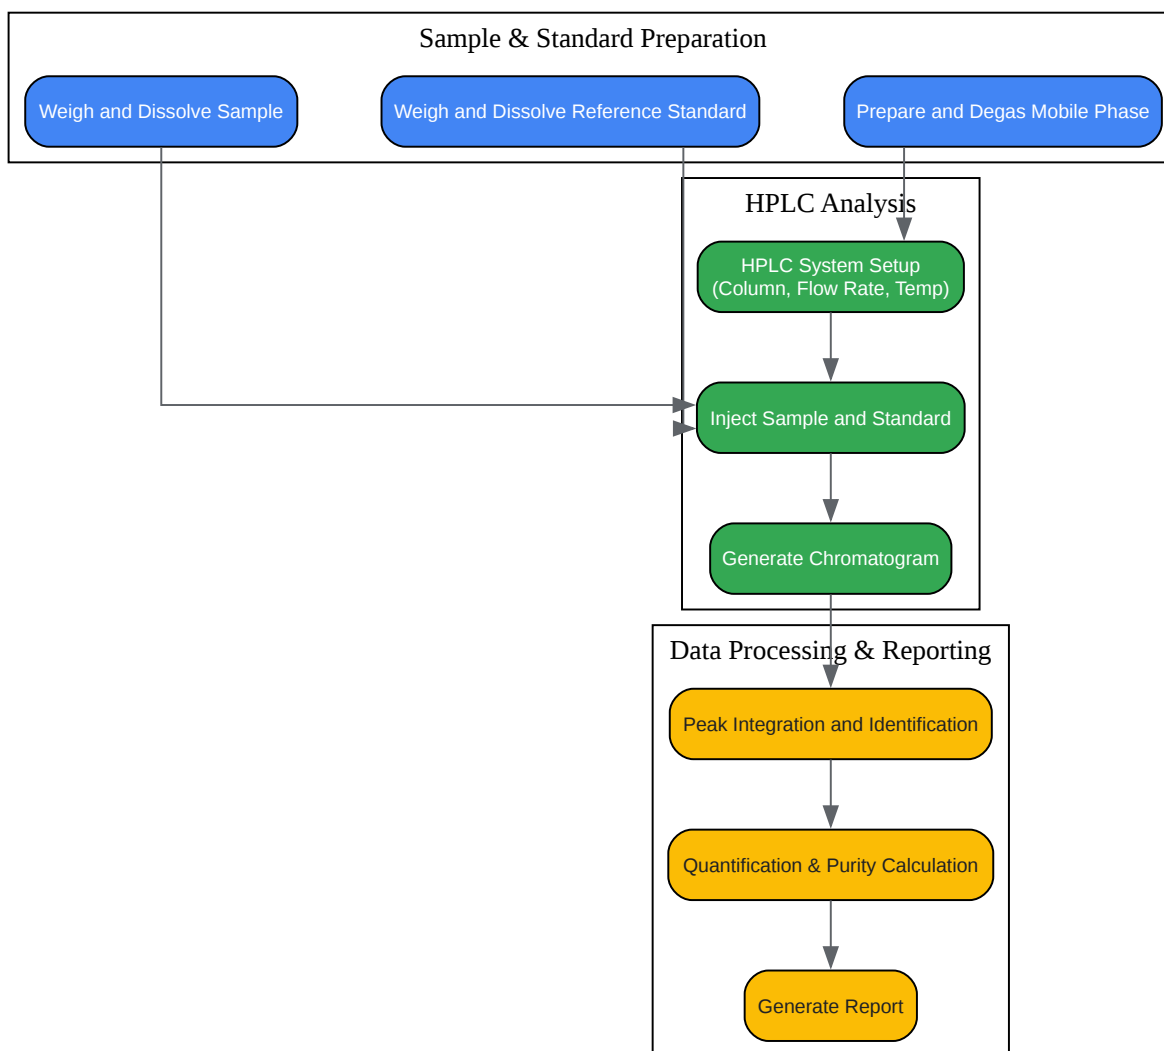 Sample & Standard Preparation
Weigh and Dissolve Sample
Weigh and Dissolve Reference Standard
Prepare and Degas Mobile Phase
HPLC Analysis
HPLC System Setup
(Column, Flow Rate, Temp)
Inject Sample and Standard
Generate Chromatogram
Data Processing & Reporting
Peak Integration and Identification
Quantification & Purity Calculation
Generate Report